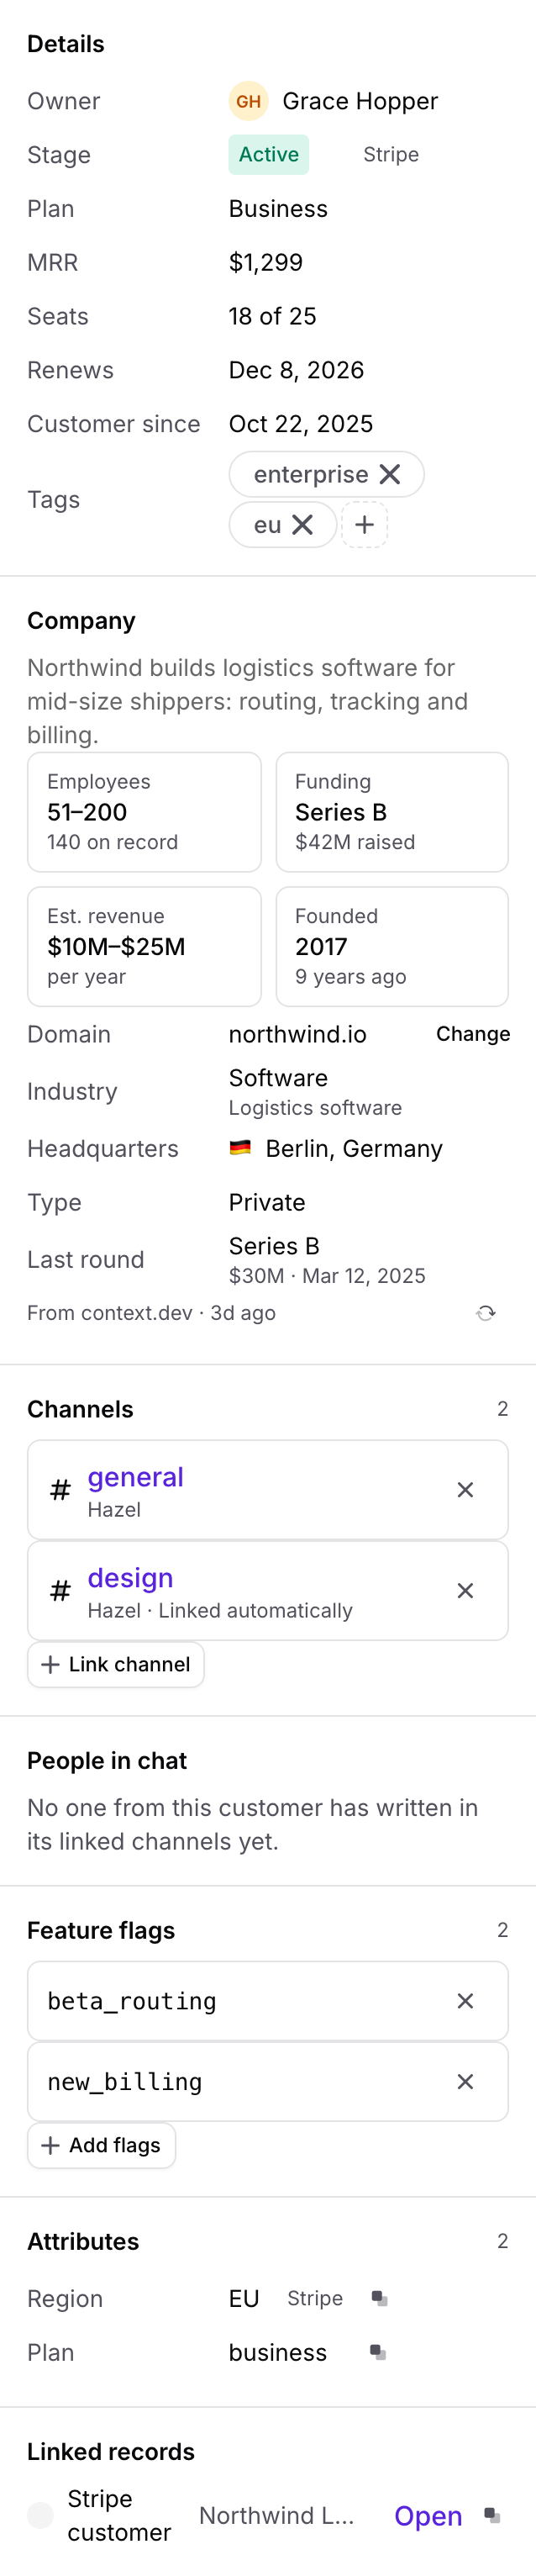 Details
Owner GH Grace Hopper
Stage Active Stripe
Plan Business
MRR $1,299
Seats 18 of 25
Renews Dec 8, 2026
Customer since Oct 22, 2025
Tags enterprise
eu
Company
Northwind builds logistics software for
mid-size shippers: routing, tracking and
billing.
Employees Funding
51–200 Series B
140 on record $42M raised
Est. revenue Founded
$10M–$25M 2017
per year 9 years ago
Domain northwind.io Change
Industry Software
Logistics software
Headquarters Berlin, Germany
Type Private
Last round Series B
$30M · Mar 12, 2025
From context.dev · 3d ago
Channels 2
# general
Hazel
# design
Hazel · Linked automatically
+ Link channel
People in chat
No one from this customer has written in
its linked channels yet.
Feature flags 2
beta_routing
new_billing
+ Add flags
Attributes 2
Region EU Stripe
Plan business
Linked records
Stripe customer Northwind L... Open